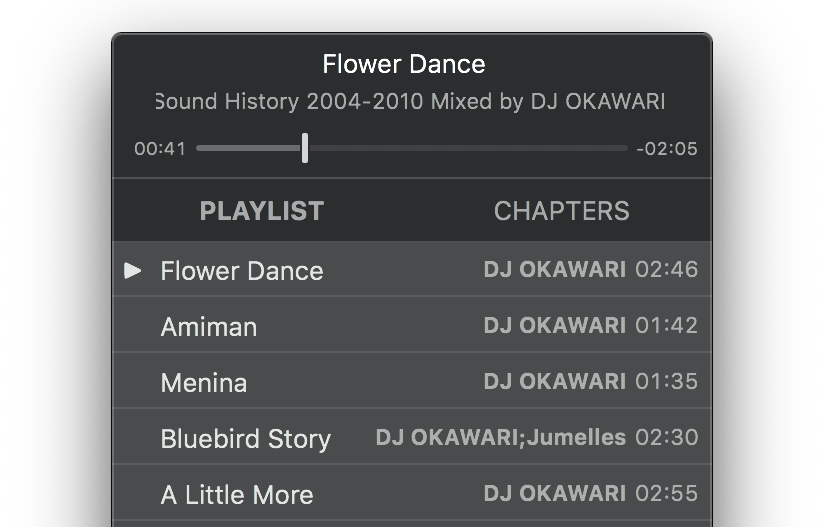 Flower Dance
Sound History 2004-2010 Mixed by DJ OKAWARI
00:41 -02:05
PLAYLIST CHAPTERS
Flower Dance DJ OKAWARI 02:46
Amiman DJ OKAWARI 01:42
Menina DJ OKAWARI 01:35
Bluebird Story DJ OKAWARI;Jumelles 02:30
A Little More DJ OKAWARI 02:55